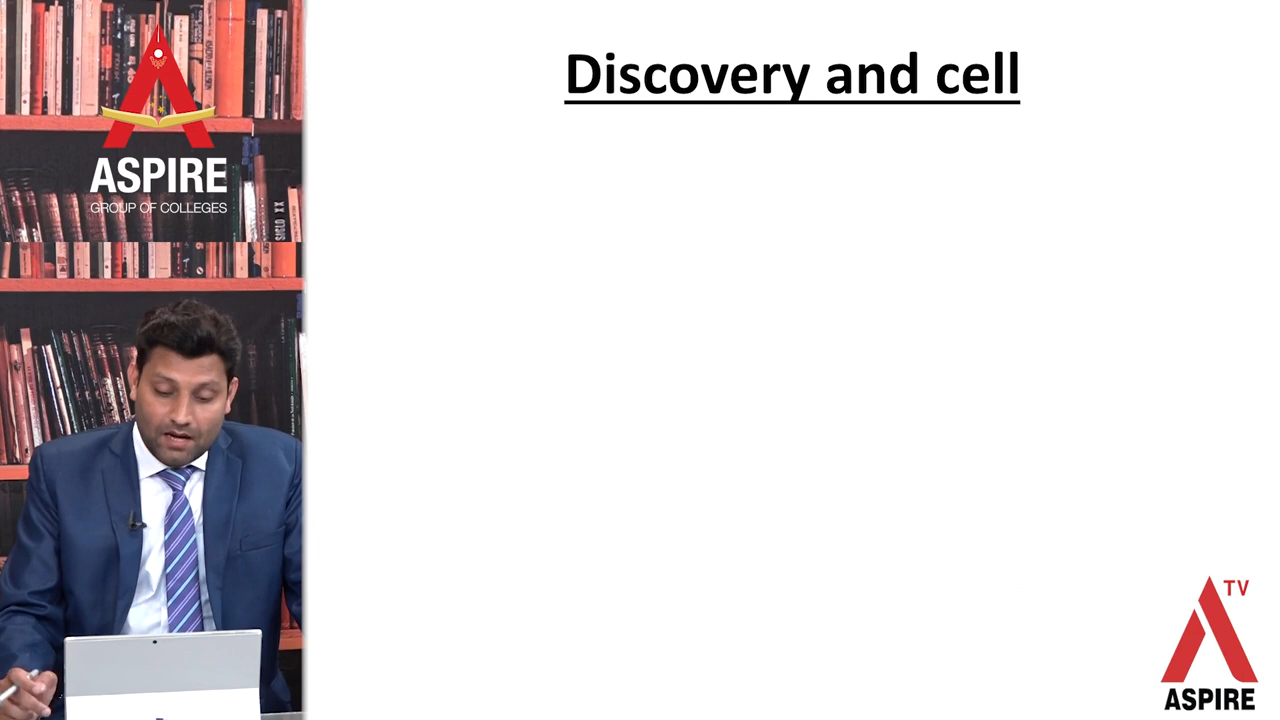 ASPIRE
GROUP OF COLLEGES
Discovery and cell
TV
ASPIRE